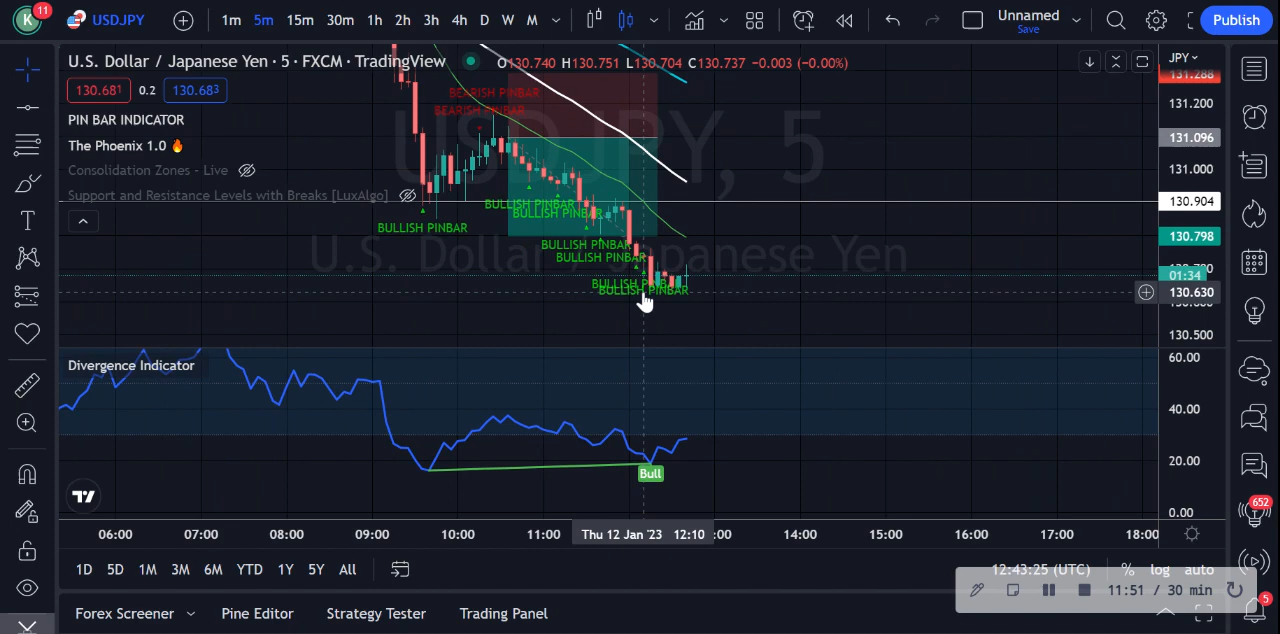 K 11 USDJPY 1m 5m 15m 30m 1h 2h 3h 4h D W M Unnamed Save Publish
U.S. Dollar / Japanese Yen · 5 · FXCM · TradingView O130.740 H130.751 L130.704 C130.737 −0.003 (−0.00%) JPY
130.681 0.2 130.683
PIN BAR INDICATOR
The Phoenix 1.0 🔥
Consolidation Zones - Live
Support and Resistance Levels with Breaks [LuxAlgo]
USDJPY, 5
U.S. Dollar / Japanese Yen
BEARISH PINBAR
BEARISH PINBAR
BULLISH PINBAR
BULLISH PINBAR
BULLISH PINBAR
BULLISH PINBAR
BULLISH PINBAR
BULLISH PINBAR
BULLISH PINBAR
131.288
131.200
131.096
131.000
130.904
130.798
01:34
130.630
130.500
Divergence Indicator
60.00
40.00
20.00
0.00
Bull
06:00 07:00 08:00 09:00 10:00 11:00 Thu 12 Jan '23 12:10 :00 14:00 15:00 16:00 17:00 18:00
1D 5D 1M 3M 6M YTD 1Y 5Y All 12:43:25 (UTC) % log auto
11:51 / 30 min
Forex Screener Pine Editor Strategy Tester Trading Panel
652
5